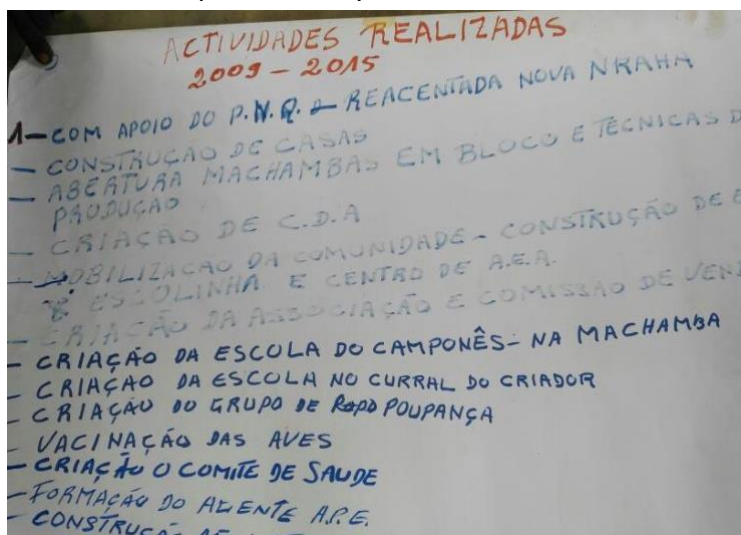 ACTIVIDADES REALIZADAS
2009 - 2015
1 - COM APOIO DO P.N.Q. - REACENTADA NOVA NRAHA
- CONSTRUÇÃO DE CASAS
- ABERTURA MACHAMBAS EM BLOCO E TECNICAS D
PRODUÇÃO
- CRIAÇÃO DE C.D.A
- MOBILIZAÇÃO DA COMUNIDADE - CONSTRUÇÃO DE E
ESCOLINHA E CENTRO DE A.E.A.
- CRIAÇÃO DA ASSOCIAÇÃO E COMISSÃO DE VEN
- CRIAÇÃO DA ESCOLA DO CAMPONÊS - NA MACHAMBA
- CRIAÇÃO DA ESCOLA NO CURRAL DO CRIADOR
- CRIAÇÃO DO GRUPO DE POUPANÇA
- VACINAÇÃO DAS AVES
- CRIAÇÃO O COMITE DE SAUDE
- FORMAÇÃO DO AGENTE A.P.E.
- CONSTRUÇÃO